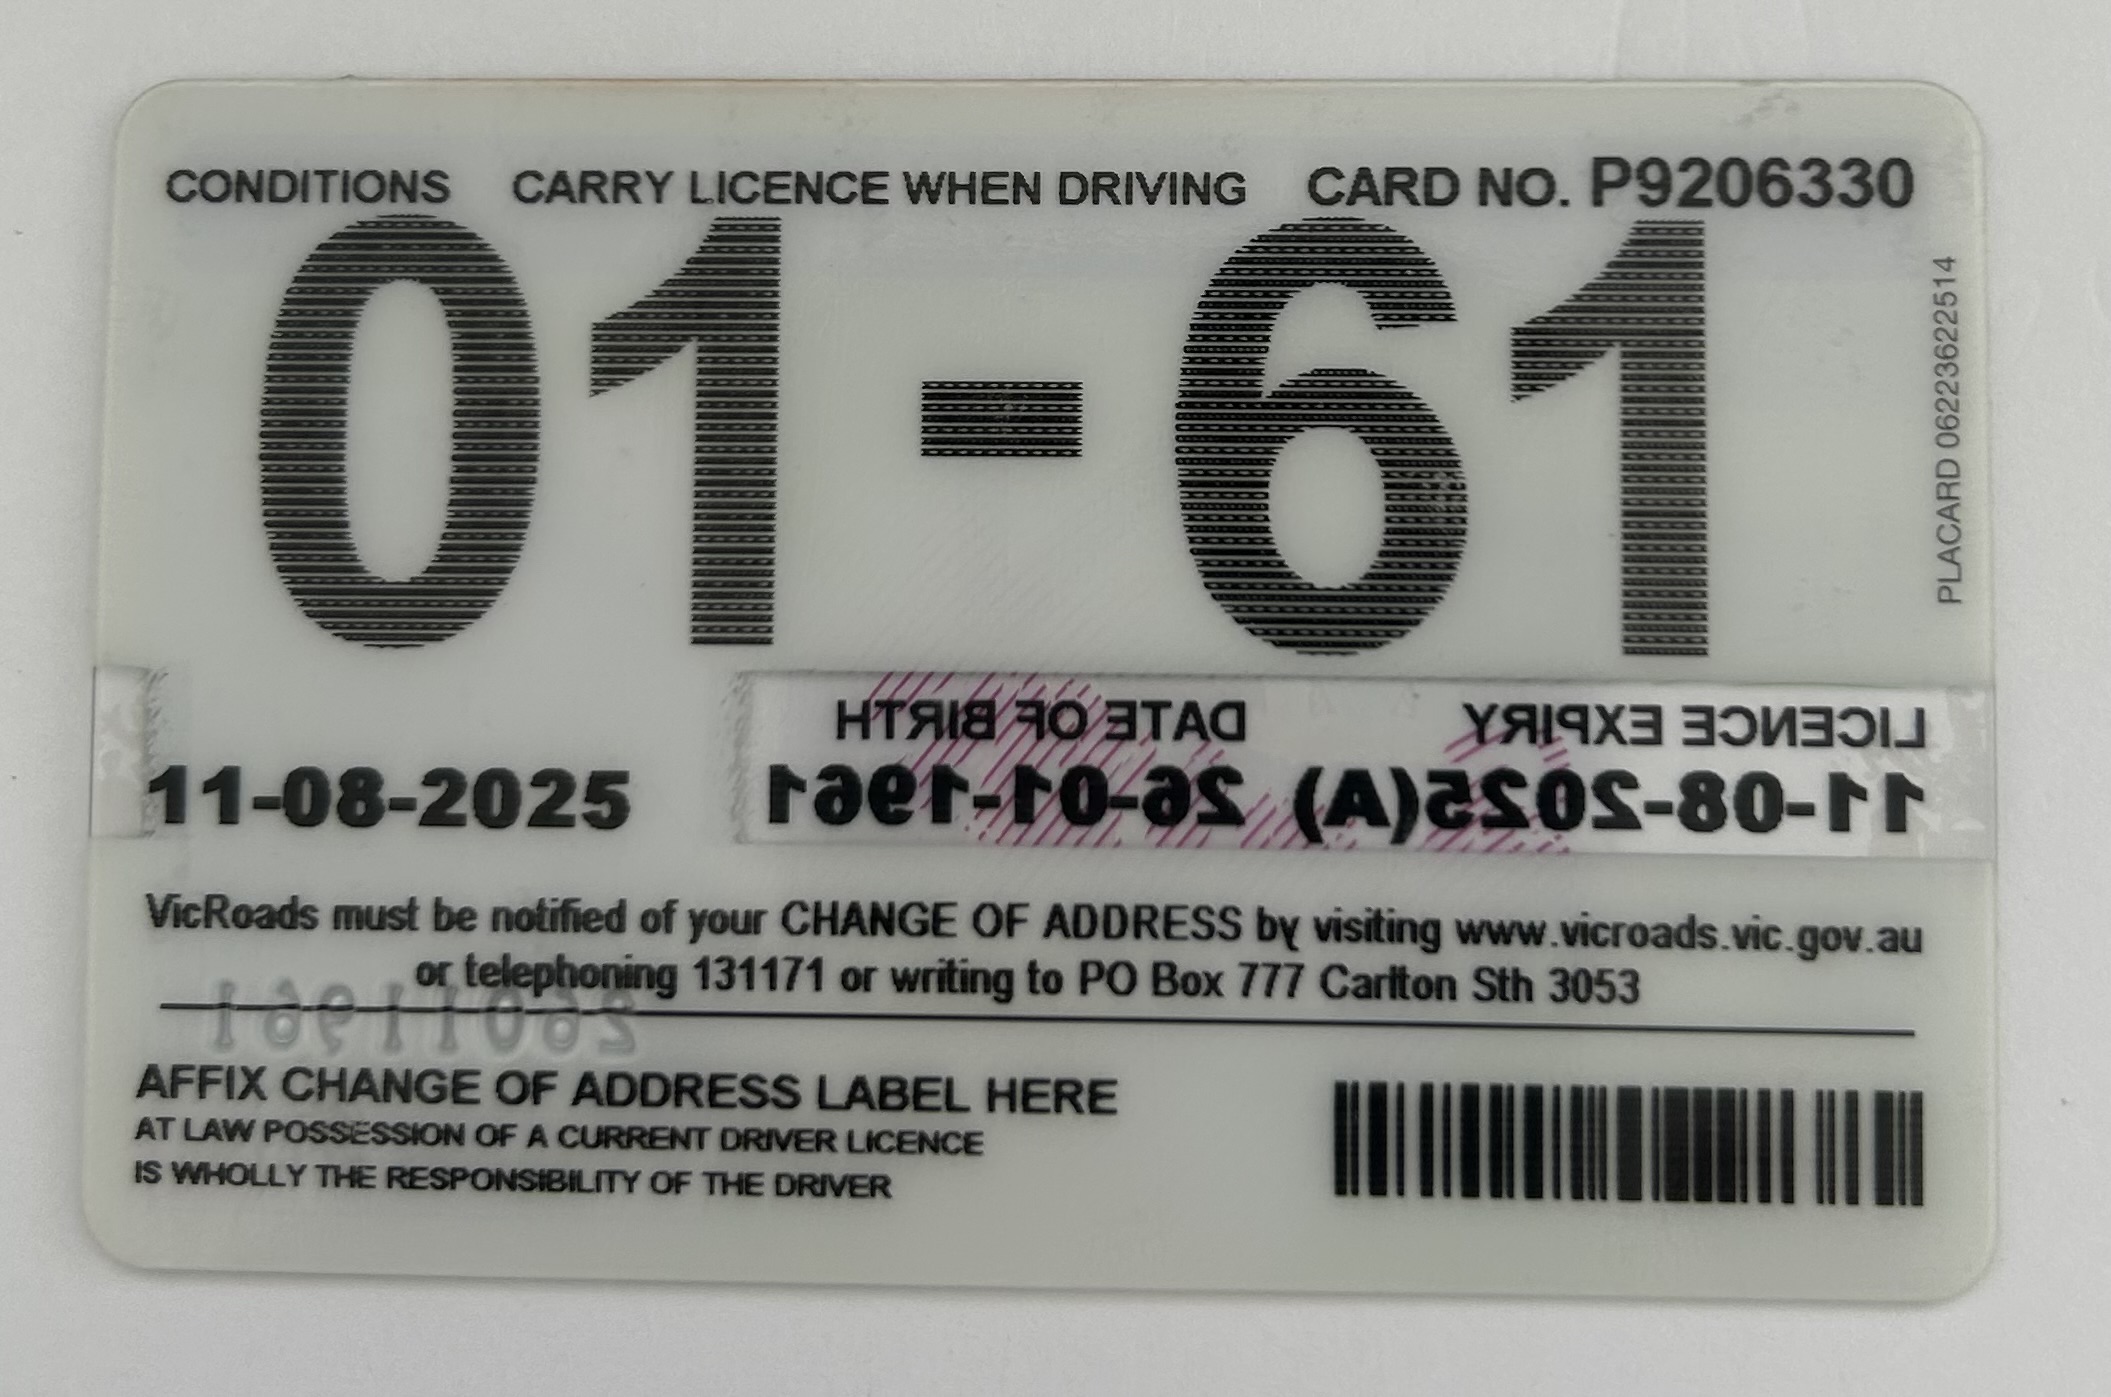 CONDITIONS CARRY LICENCE WHEN DRIVING CARD NO. P9206330
01-61
PLACARD 0622362251​4
LICENCE EXPIRY DATE OF BIRTH
11-08-2025(A) 26-01-1961
11-08-2025
VicRoads must be notified of your CHANGE OF ADDRESS by visiting www.vicroads.vic.gov.au
or telephoning 131171 or writing to PO Box 777 Carlton Sth 3053
26011961
AFFIX CHANGE OF ADDRESS LABEL HERE
AT LAW POSSESSION OF A CURRENT DRIVER LICENCE
IS WHOLLY THE RESPONSIBILITY OF THE DRIVER